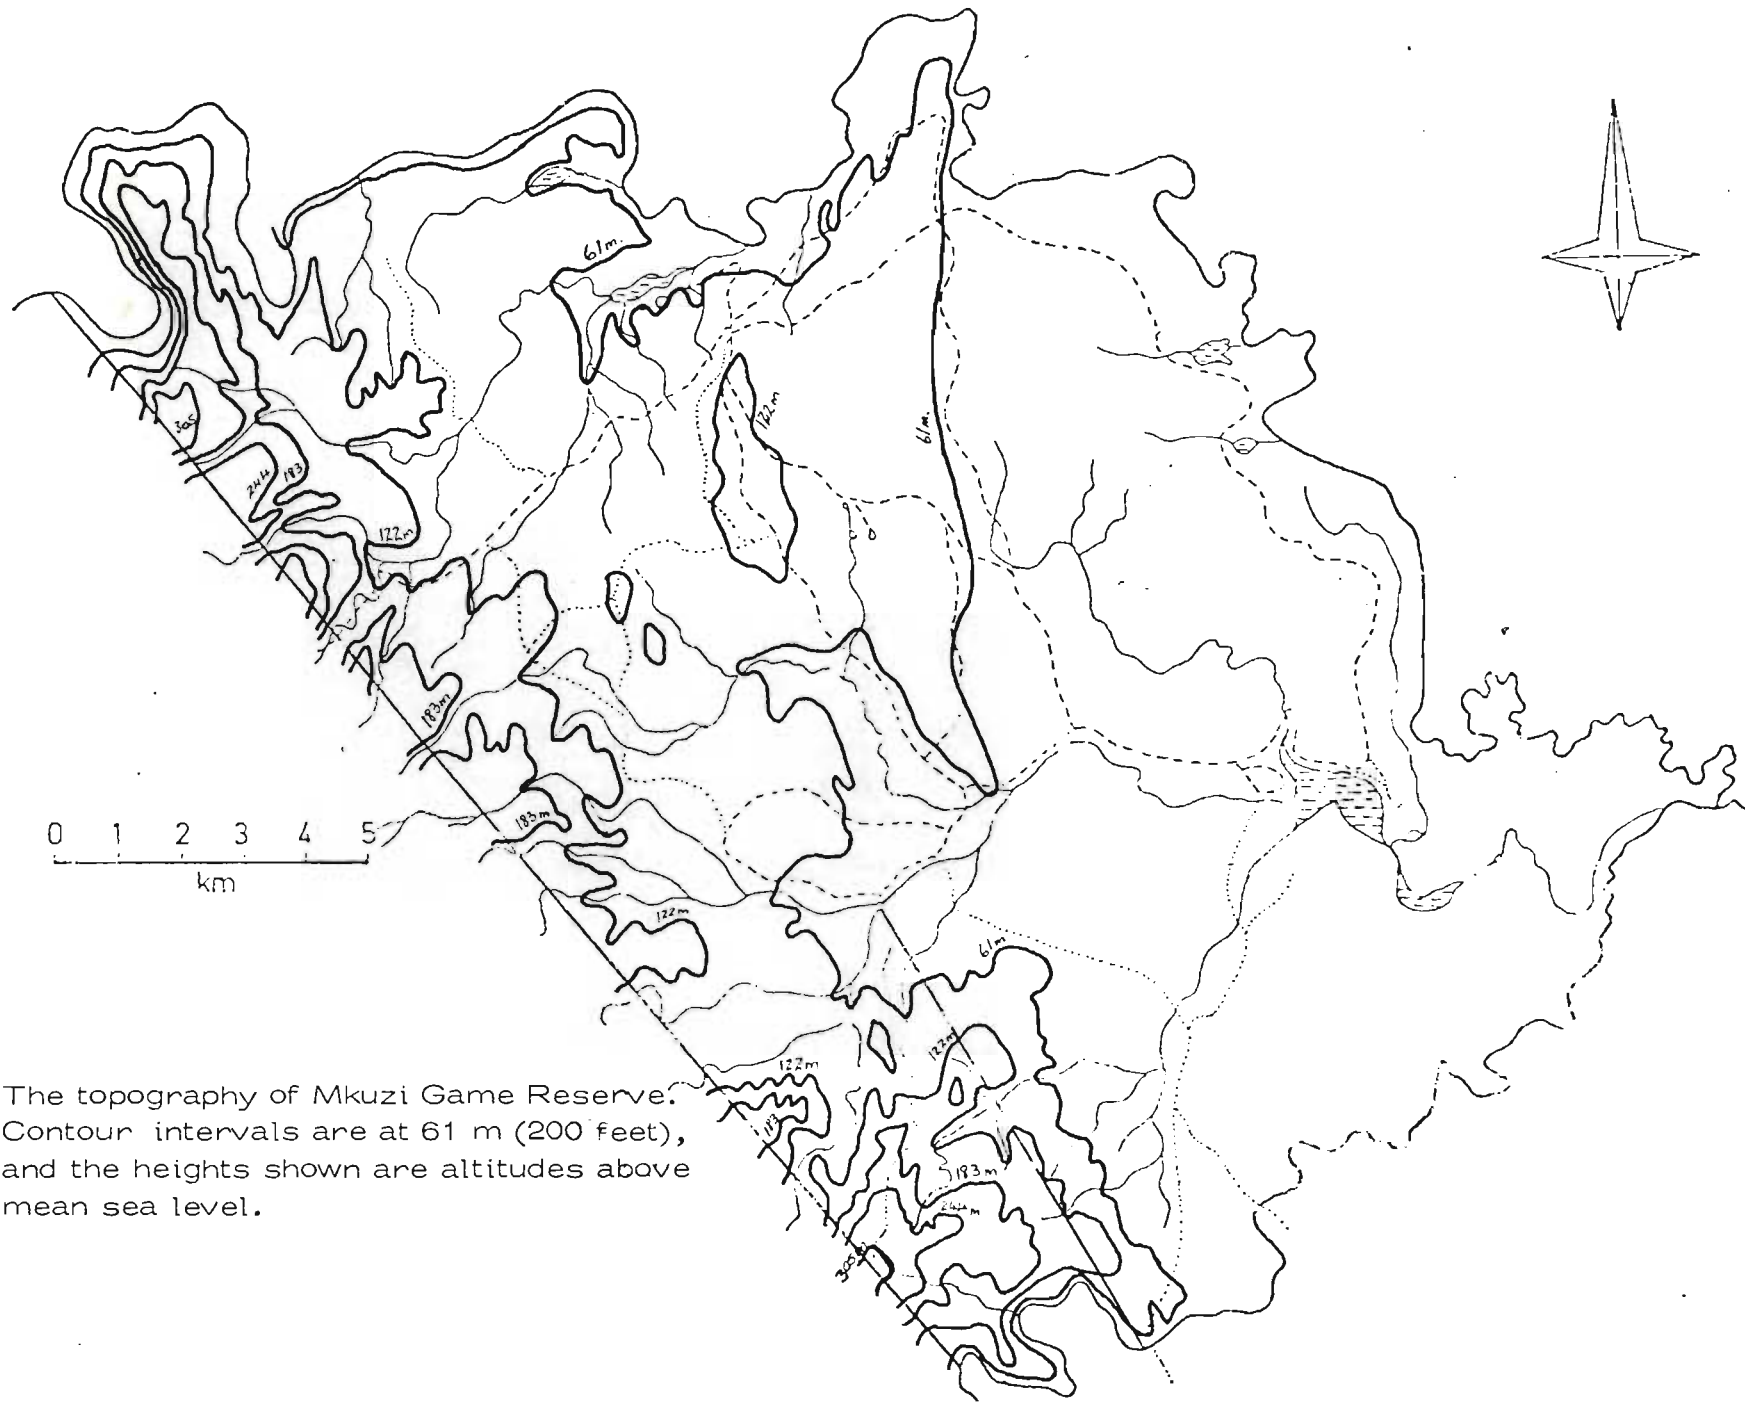 61m.
61m.
122m
305
244
183
122m
183m
0 1 2 3 4 5
km
183m
122m
61m
122m
122m
183
183m
244m
305m
The topography of Mkuzi Game Reserve.
Contour intervals are at 61 m (200 feet),
and the heights shown are altitudes above
mean sea level.